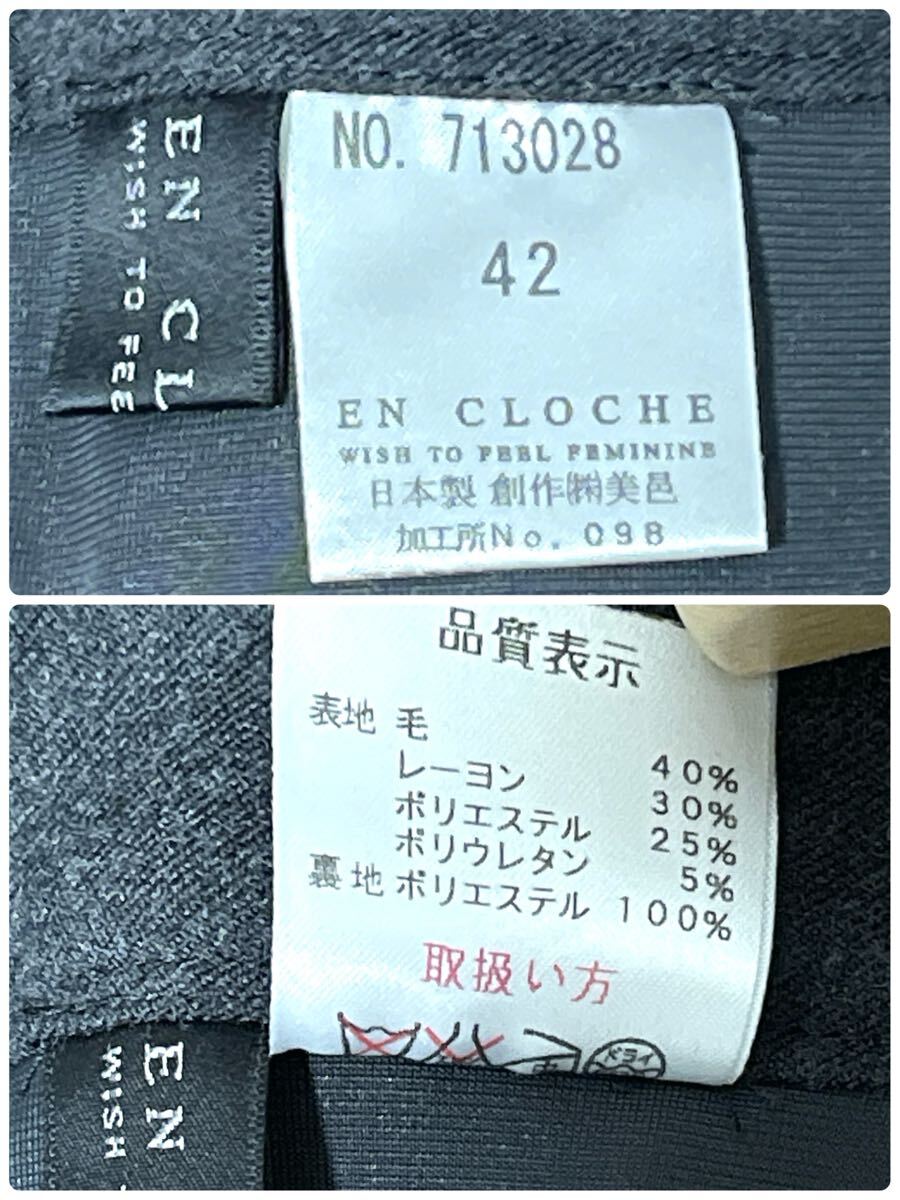 EN CL
WISH TO FEE
NO. 713028
42
EN CLOCHE
WISH TO FEEL FEMININE
日本製 創作㈱美邑
加工所No. 098
品質表示
表地 毛 40%
レーヨン 30%
ポリエステル 25%
ポリウレタン 5%
裏地 ポリエステル 100%
取扱い方
ドライ
EN
WISH